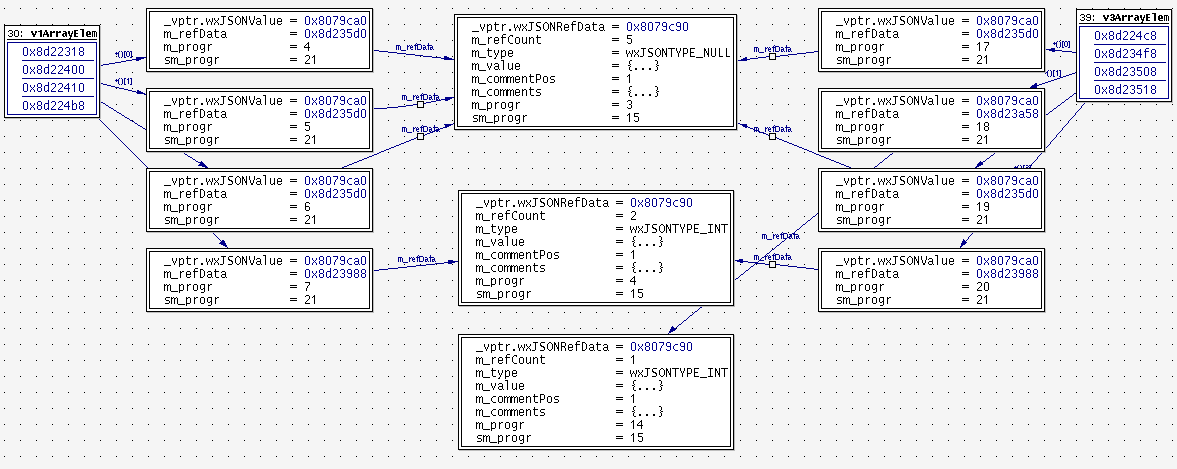 30: v1ArrayElem
0x8d22318
0x8d22400
0x8d22410
0x8d224b8
*()[0]
*()[1]
_vptr.wxJSONValue = 0x8079ca0
m_refData = 0x8d235d0
m_progr = 4
sm_progr = 21
_vptr.wxJSONValue = 0x8079ca0
m_refData = 0x8d235d0
m_progr = 5
sm_progr = 21
_vptr.wxJSONValue = 0x8079ca0
m_refData = 0x8d235d0
m_progr = 6
sm_progr = 21
_vptr.wxJSONValue = 0x8079ca0
m_refData = 0x8d23988
m_progr = 7
sm_progr = 21
m_refData
m_refData
m_refData
m_refData
_vptr.wxJSONRefData = 0x8079c90
m_refCount = 5
m_type = wxJSONTYPE_NULL
m_value = {...}
m_commentPos = 1
m_comments = {...}
m_progr = 3
sm_progr = 15
_vptr.wxJSONRefData = 0x8079c90
m_refCount = 2
m_type = wxJSONTYPE_INT
m_value = {...}
m_commentPos = 1
m_comments = {...}
m_progr = 4
sm_progr = 15
_vptr.wxJSONRefData = 0x8079c90
m_refCount = 1
m_type = wxJSONTYPE_INT
m_value = {...}
m_commentPos = 1
m_comments = {...}
m_progr = 14
sm_progr = 15
m_refData
m_refData
m_refData
m_refData
_vptr.wxJSONValue = 0x8079ca0
m_refData = 0x8d235d0
m_progr = 17
sm_progr = 21
_vptr.wxJSONValue = 0x8079ca0
m_refData = 0x8d23a58
m_progr = 18
sm_progr = 21
_vptr.wxJSONValue = 0x8079ca0
m_refData = 0x8d235d0
m_progr = 19
sm_progr = 21
_vptr.wxJSONValue = 0x8079ca0
m_refData = 0x8d23988
m_progr = 20
sm_progr = 21
*()[0]
*()[1]
39: v3ArrayElem
0x8d224c8
0x8d234f8
0x8d23508
0x8d23518